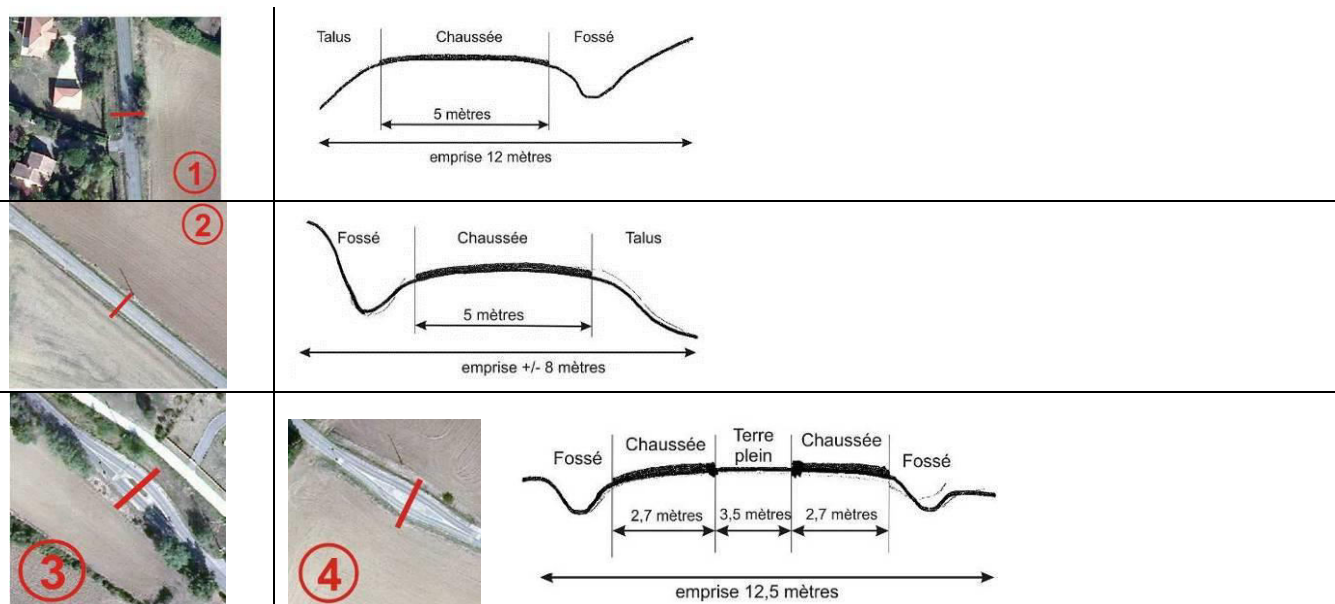 Talus Chaussée Fossé
5 mètres
emprise 12 mètres
1
2
Fossé Chaussée Talus
5 mètres
emprise +/- 8 mètres
3
4
Fossé Chaussée Terre plein Chaussée Fossé
2,7 mètres 3,5 mètres 2,7 mètres
emprise 12,5 mètres